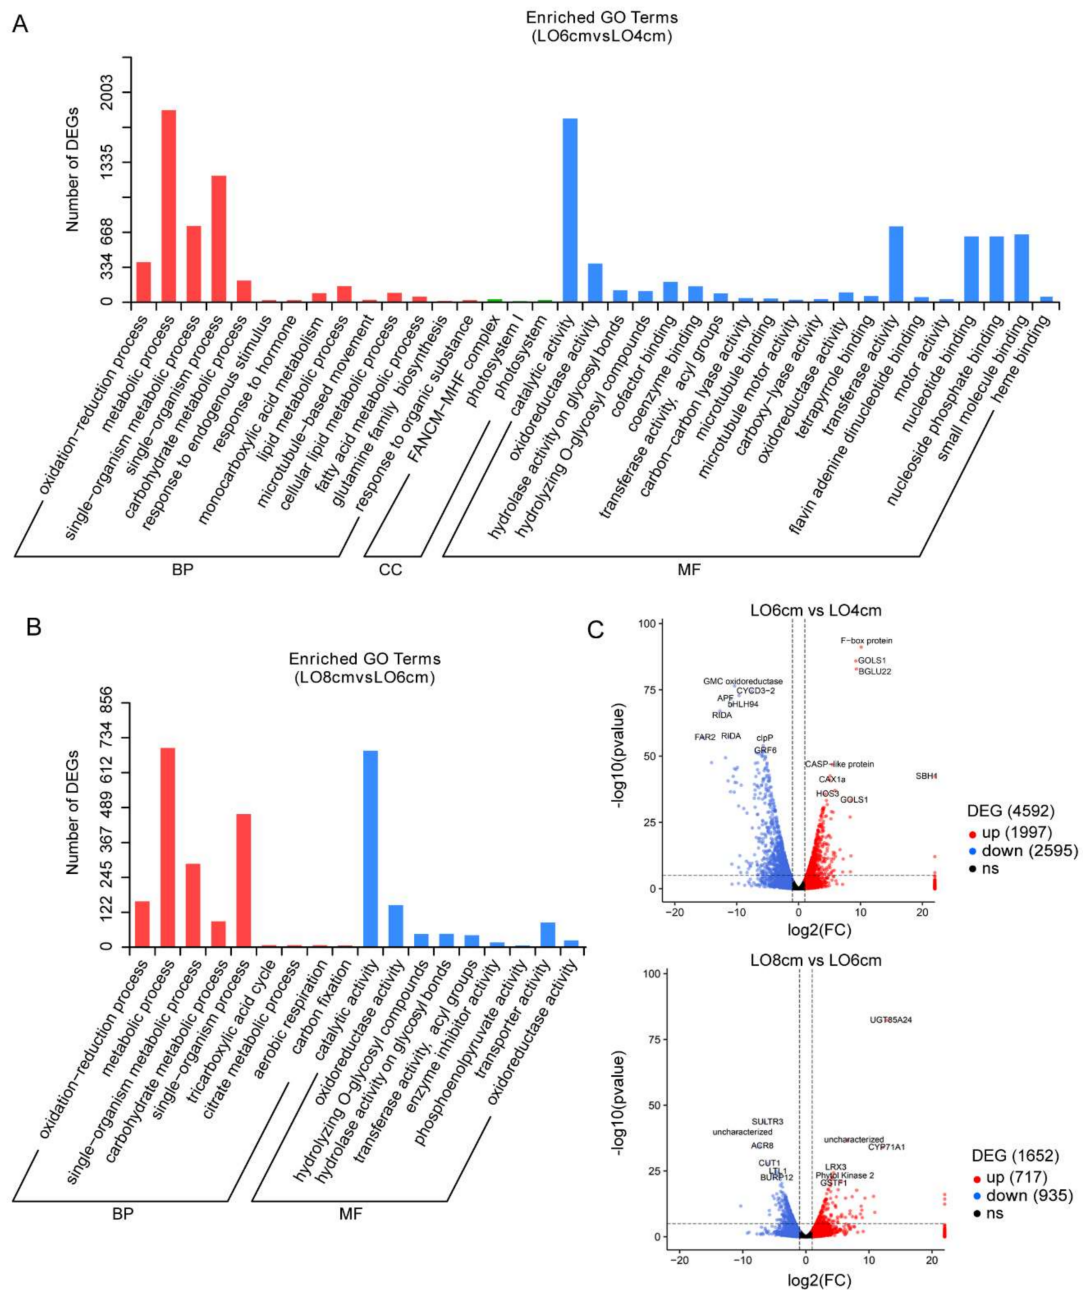 A
Enriched GO Terms
(LO6cmvsLO4cm)
Number of DEGs
2003
1335
668
334
0
oxidation−reduction process
metabolic process
single−organism metabolic process
single−organism process
carbohydrate metabolic process
response to endogenous stimulus
response to hormone
monocarboxylic acid metabolism
lipid metabolic process
microtubule−based movement
cellular lipid metabolic process
fatty acid metabolic process
glutamine family biosynthesis
response to organic substance
FANCM−MHF complex
photosystem I
photosystem
catalytic activity
oxidoreductase activity
hydrolase activity on glycosyl bonds
hydrolyzing O-glycosyl compounds
cofactor binding
coenzyme binding
transferase activity, acyl groups
carbon−carbon lyase activity
microtubule binding
microtubule motor activity
carboxy−lyase activity
oxidoreductase activity
tetrapyrrole binding
transferase activity
flavin adenine dinucleotide binding
motor activity
nucleotide binding
nucleoside phosphate binding
small molecule binding
heme binding
BP
CC
MF
B
Enriched GO Terms
(LO8cmvsLO6cm)
Number of DEGs
856
734
612
489
367
245
122
0
oxidation−reduction process
metabolic process
single−organism metabolic process
carbohydrate metabolic process
single−organism process
tricarboxylic acid cycle
citrate metabolic process
aerobic respiration
carbon fixation
catalytic activity
oxidoreductase activity
hydrolyzing O-glycosyl compounds
hydrolase activity on glycosyl bonds
transferase activity, acyl groups
enzyme inhibitor activity
phosphoenolpyruvate activity
transporter activity
oxidoreductase activity
BP
MF
C
LO6cm vs LO4cm
-log10(pvalue)
100
75
50
25
0
F-box protein
GOLS1
BGLU22
GMC oxidoreductase
CYCD3−2
APF
bHLH94
RIDA
FAR2
RIDA
cipP
GRF6
CASP−like protein
SBH1
CAX1a
HOS3
GOLS1
−20
−10
0
10
20
log2(FC)
DEG (4592)
up (1997)
down (2595)
ns
LO8cm vs LO6cm
-log10(pvalue)
100
75
50
25
0
UGT85A24
SULTR3
uncharacterized
ACR8
uncharacterized
CYP71A1
CUT1
LTL1
BURP12
LRX3
Phytol Kinase 2
GSTF1
−20
−10
0
10
20
log2(FC)
DEG (1652)
up (717)
down (935)
ns